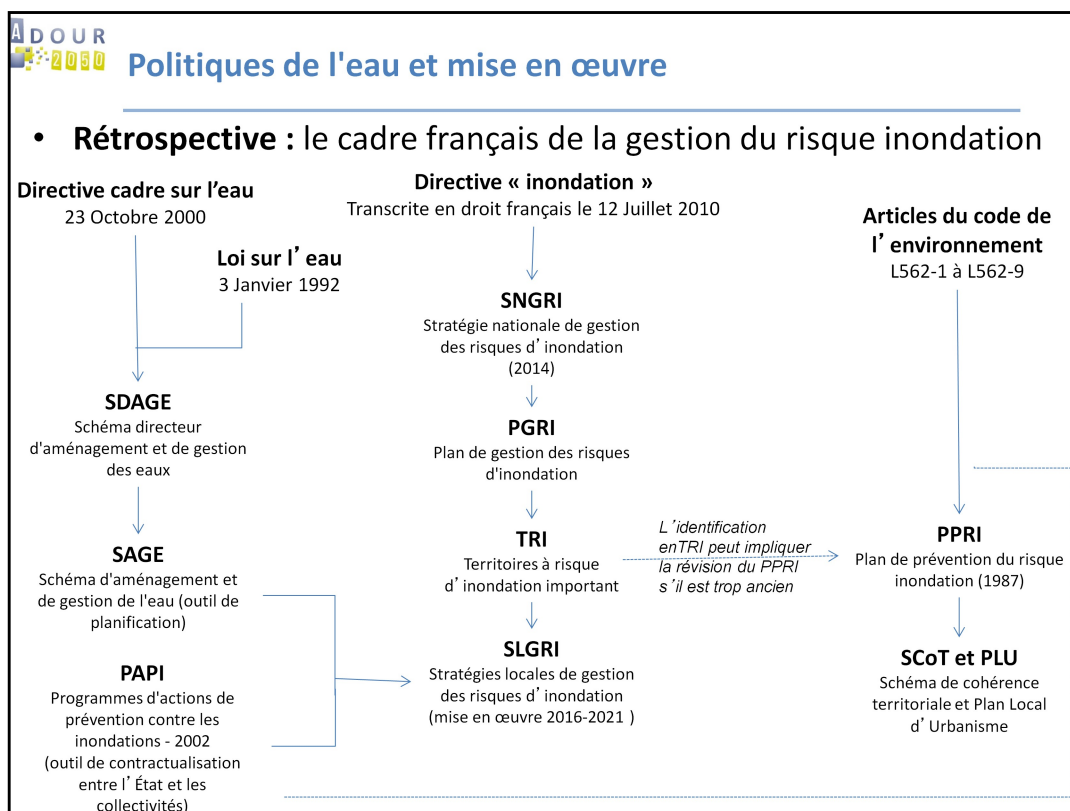 ADOUR
2050
Politiques de l'eau et mise en œuvre
• Rétrospective : le cadre français de la gestion du risque inondation
Directive cadre sur l’eau
23 Octobre 2000
Loi sur l’ eau
3 Janvier 1992
SDAGE
Schéma directeur
d'aménagement et de gestion
des eaux
SAGE
Schéma d'aménagement et
de gestion de l'eau (outil de
planification)
PAPI
Programmes d'actions de
prévention contre les
inondations - 2002
(outil de contractualisation
entre l’ État et les
collectivités)
Directive « inondation »
Transcrite en droit français le 12 Juillet 2010
SNGRI
Stratégie nationale de gestion
des risques d’ inondation
(2014)
PGRI
Plan de gestion des risques
d'inondation
TRI
Territoires à risque
d’ inondation important
SLGRI
Stratégies locales de gestion
des risques d’ inondation
(mise en œuvre 2016-2021 )
L’identification
enTRI peut impliquer
la révision du PPRI
s’il est trop ancien
Articles du code de
l’ environnement
L562-1 à L562-9
PPRI
Plan de prévention du risque
inondation (1987)
SCoT et PLU
Schéma de cohérence
territoriale et Plan Local
d’ Urbanisme